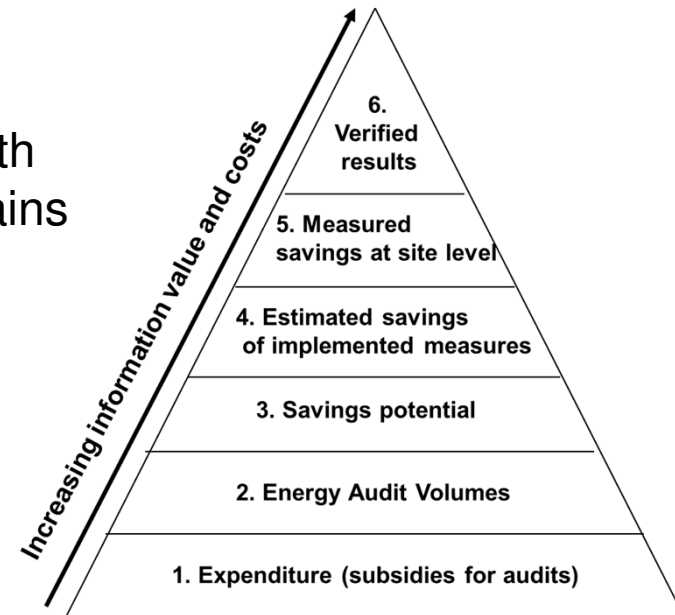 th
ains
Increasing information value and costs
6.
Verified
results
5. Measured
savings at site level
4. Estimated savings
of implemented measures
3. Savings potential
2. Energy Audit Volumes
1. Expenditure (subsidies for audits)